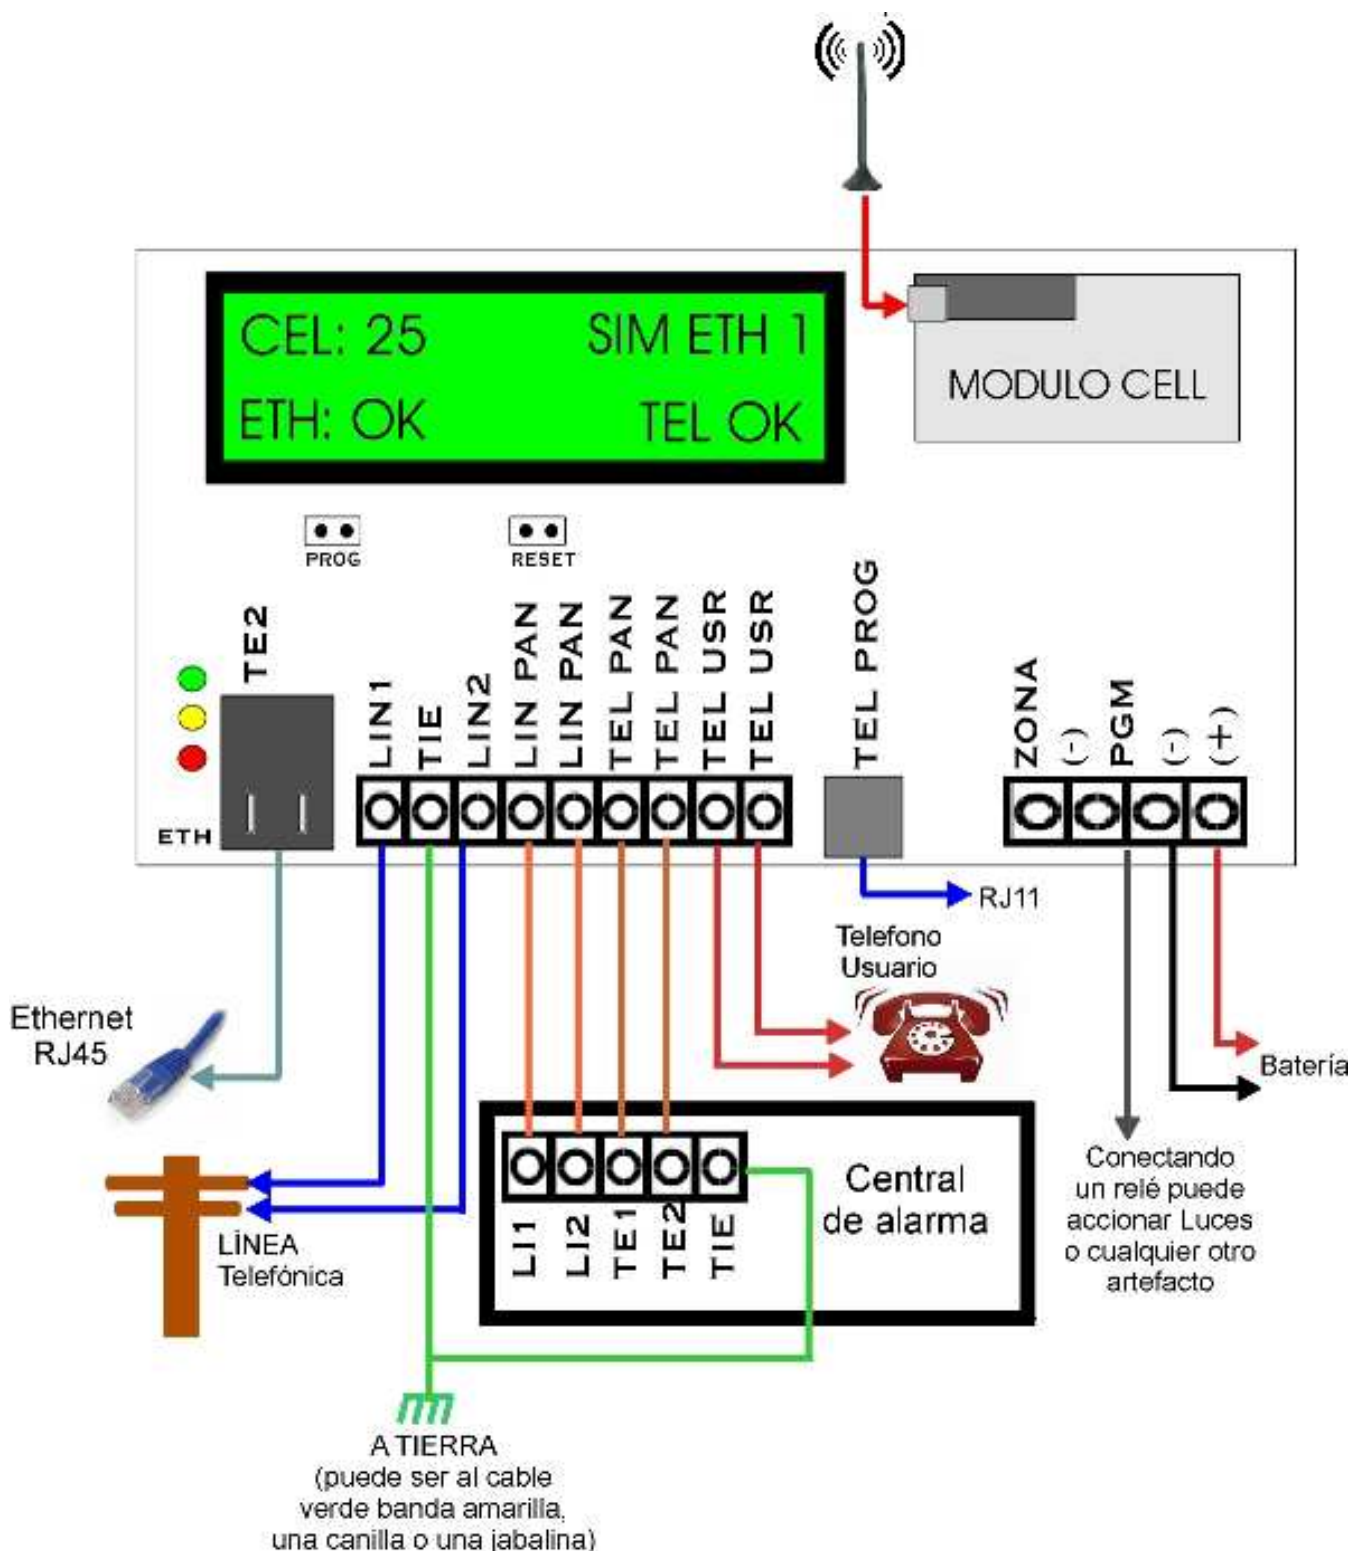 CEL: 25 SIM ETH 1
ETH: OK TEL OK
MODULO CELL
PROG
RESET
TE2
ETH
LIN1
TIE
LIN2
LIN PAN
LIN PAN
TEL PAN
TEL PAN
TEL USR
TEL USR
TEL PROG
ZONA
(-)
PGM
(-)
(+)
RJ11
Telefono
Usuario
Ethernet
RJ45
Batería
LÍNEA
Telefónica
LI1
LI2
TE1
TE2
TIE
Central
de alarma
Conectando
un relé puede
accionar Luces
o cualquier otro
artefacto
A TIERRA
(puede ser al cable
verde banda amarilla,
una canilla o una jabalina)